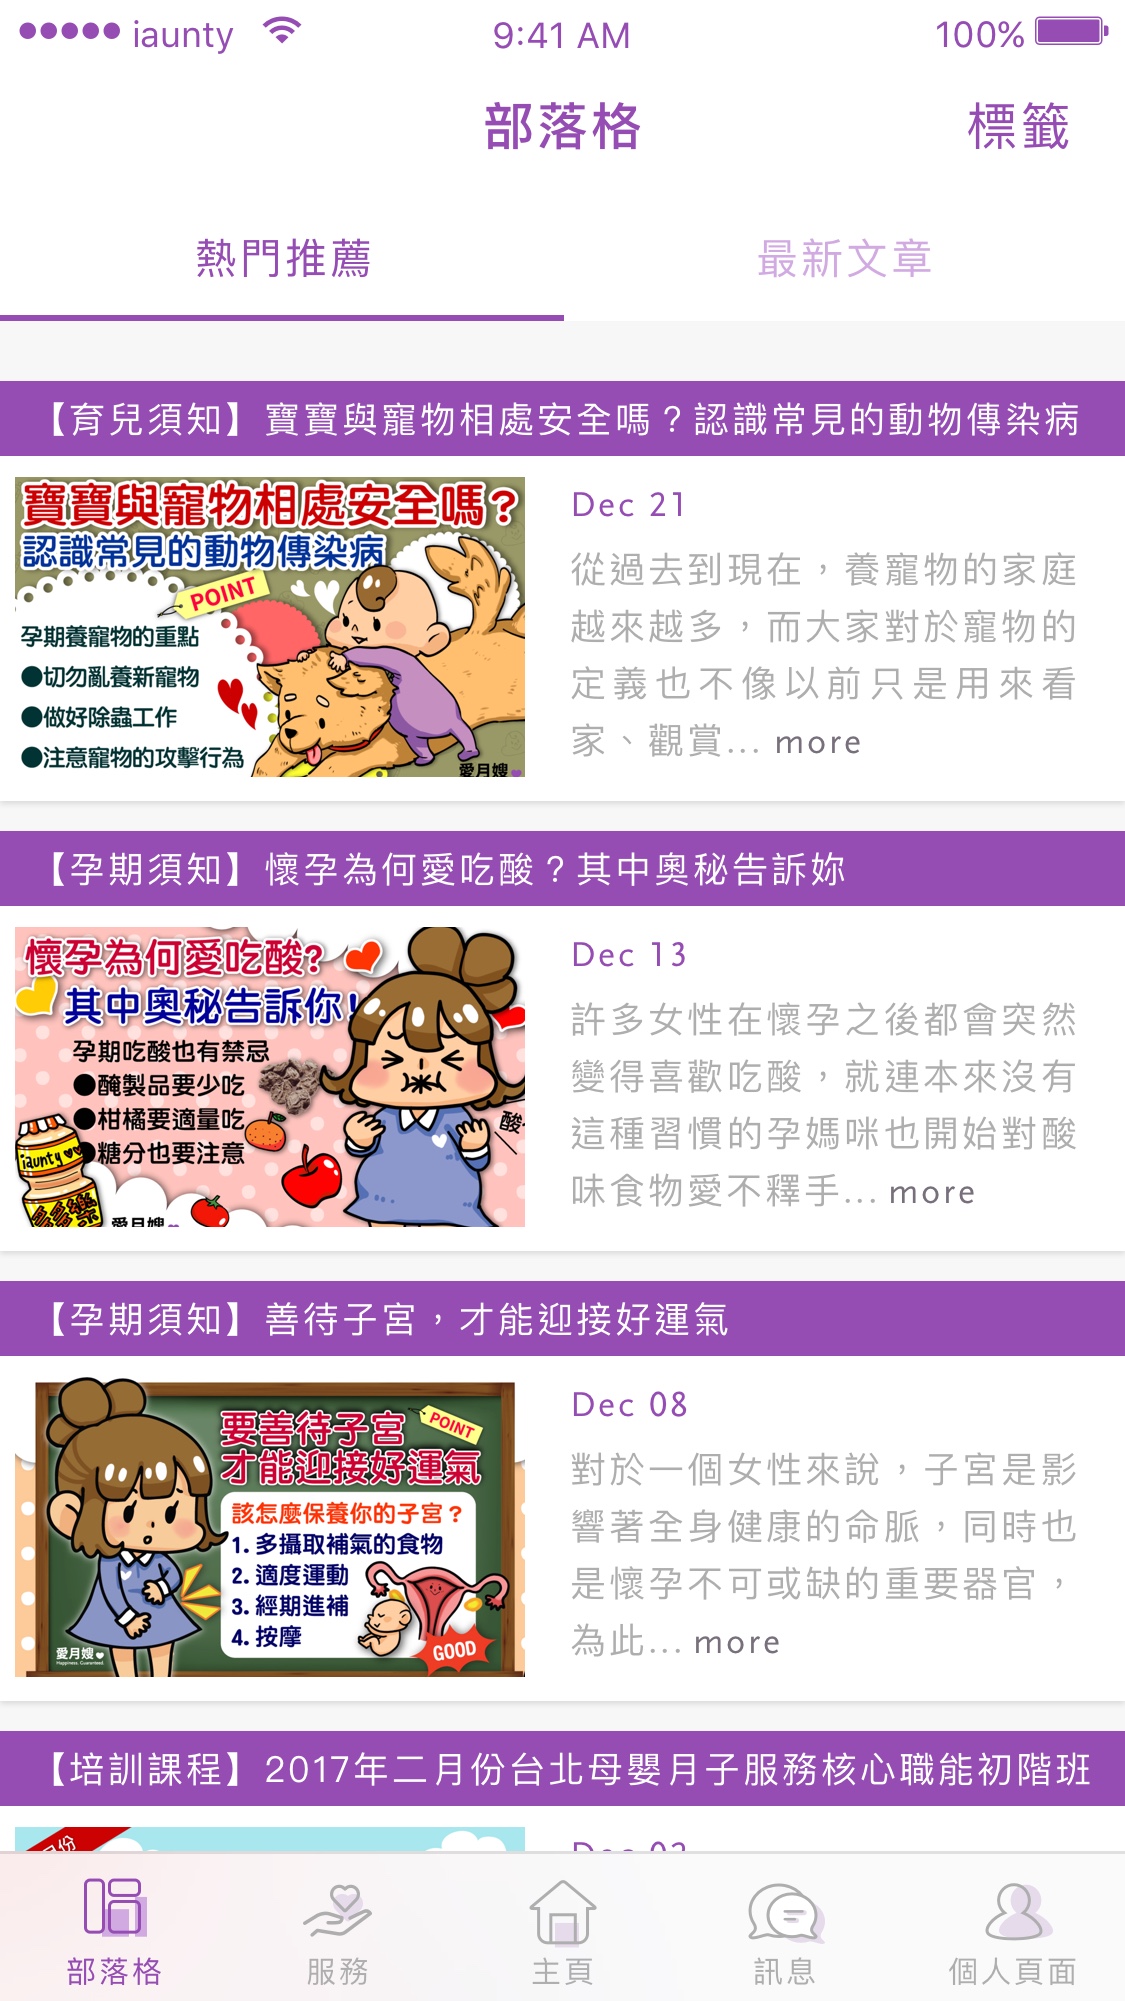 iaunty 9:41 AM 100%
部落格 標籤
熱門推薦 最新文章
【育兒須知】寶寶與寵物相處安全嗎？認識常見的動物傳染病
寶寶與寵物相處安全嗎？
認識常見的動物傳染病
POINT
孕期養寵物的重點
●切勿亂養新寵物
●做好除蟲工作
●注意寵物的攻擊行為
愛月嫂
Dec 21
從過去到現在，養寵物的家庭
越來越多，而大家對於寵物的
定義也不像以前只是用來看
家、觀賞... more
【孕期須知】懷孕為何愛吃酸？其中奧秘告訴妳
懷孕為何愛吃酸?
其中奧秘告訴你!
孕期吃酸也有禁忌
●醃製品要少吃
●柑橘要適量吃
●糖分也要注意
酸
iaunty
多多樂
愛月嫂
Dec 13
許多女性在懷孕之後都會突然
變得喜歡吃酸，就連本來沒有
這種習慣的孕媽咪也開始對酸
味食物愛不釋手... more
【孕期須知】善待子宮，才能迎接好運氣
要善待子宮
才能迎接好運氣
POINT
該怎麼保養你的子宮？
1. 多攝取補氣的食物
2. 適度運動
3. 經期進補
4. 按摩
GOOD
愛月嫂
Happiness, Guaranteed.
Dec 08
對於一個女性來說，子宮是影
響著全身健康的命脈，同時也
是懷孕不可或缺的重要器官，
為此... more
【培訓課程】2017年二月份台北母嬰月子服務核心職能初階班
月份
部落格 服務 主頁 訊息 個人頁面